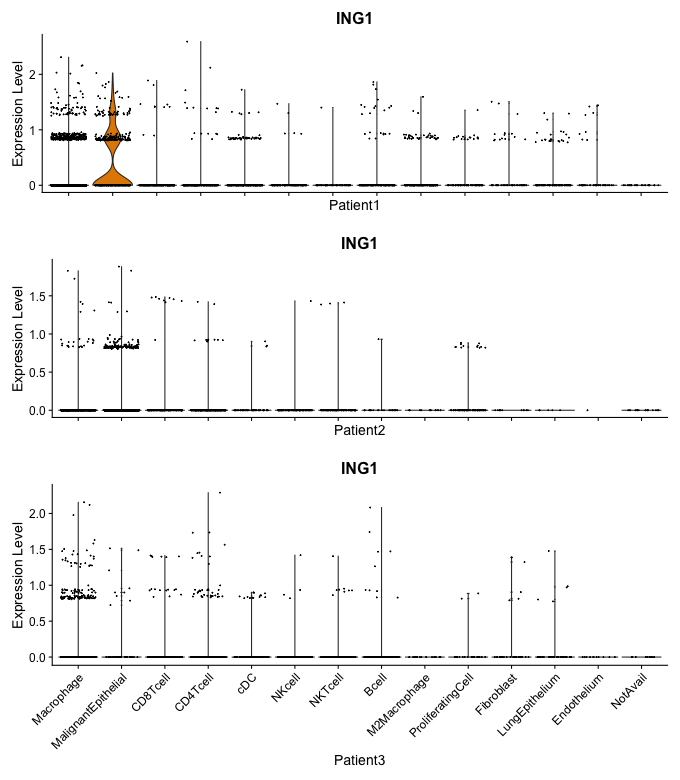 ING1
Expression Level
2
1
0
Patient1
ING1
Expression Level
1.5
1.0
0.5
0.0
Patient2
ING1
Expression Level
2.0
1.5
1.0
0.5
0.0
Macrophage
MalignantEpithelial
CD8Tcell
CD4Tcell
cDC
NKcell
NKTcell
Bcell
M2Macrophage
ProliferatingCell
Fibroblast
LungEpithelium
Endothelium
NotAvail
Patient3